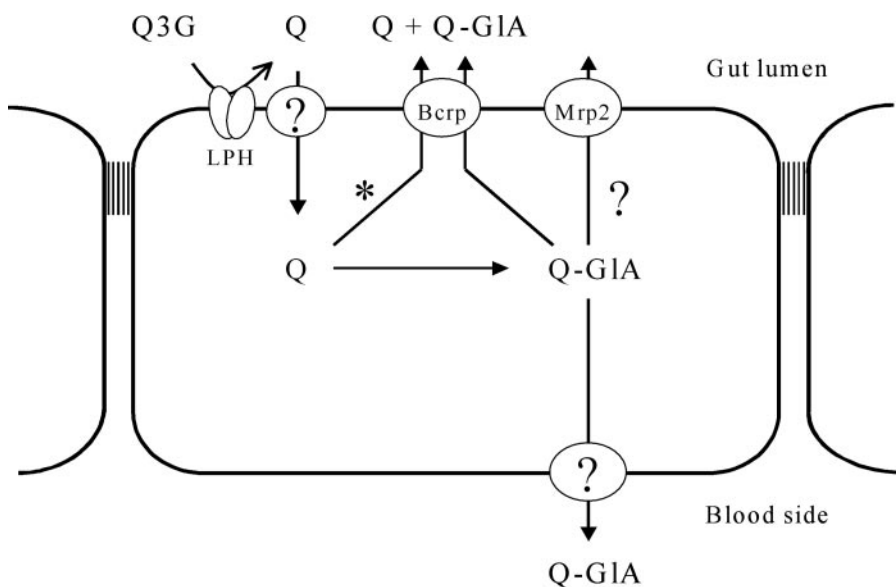 Q3G Q Q + Q-GlA
Gut lumen
? Bcrp Mrp2
LPH
* ?
Q Q-GlA
?
Blood side
Q-GlA